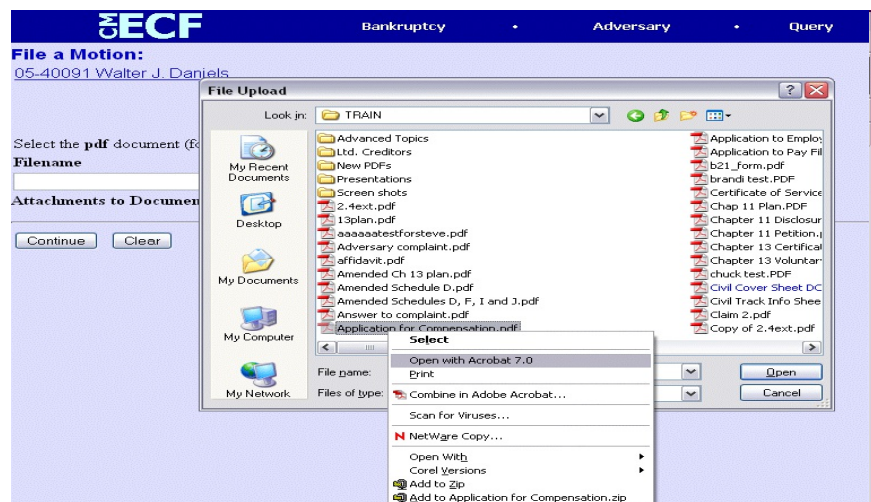 CM
ECF
Bankruptcy • Adversary • Query
File a Motion:
05-40091 Walter J. Daniels
File Upload
Look in: TRAIN
Select the pdf document (fo
Filename
Attachments to Documen
Continue Clear
My Recent Documents
Desktop
My Documents
My Computer
My Network
Advanced Topics
Ltd. Creditors
New PDFs
Presentations
Screen shots
2.4ext.pdf
13plan.pdf
aaaaaatestforsteve.pdf
Adversary complaint.pdf
affidavit.pdf
Amended Ch 13 plan.pdf
Amended Schedule D.pdf
Amended Schedules D, F, I and J.pdf
Answer to complaint.pdf
Application for Compensation.pdf
Application to Employ
Application to Pay Fil
b21_form.pdf
brandi test.PDF
Certificate of Service
Chap 11 Plan.PDF
Chapter 11 Disclosur
Chapter 11 Petition.
Chapter 13 Certifical
Chapter 13 Voluntar
chuck test.PDF
Civil Cover Sheet DC
Civil Track Info Shee
Claim 2.pdf
Copy of 2.4ext.pdf
File name:
Files of type:
Open
Cancel
Select
Open with Acrobat 7.0
Print
Combine in Adobe Acrobat...
Scan for Viruses...
N NetWare Copy...
Open With
Corel Versions
Add to Zip
Add to Application for Compensation.zip